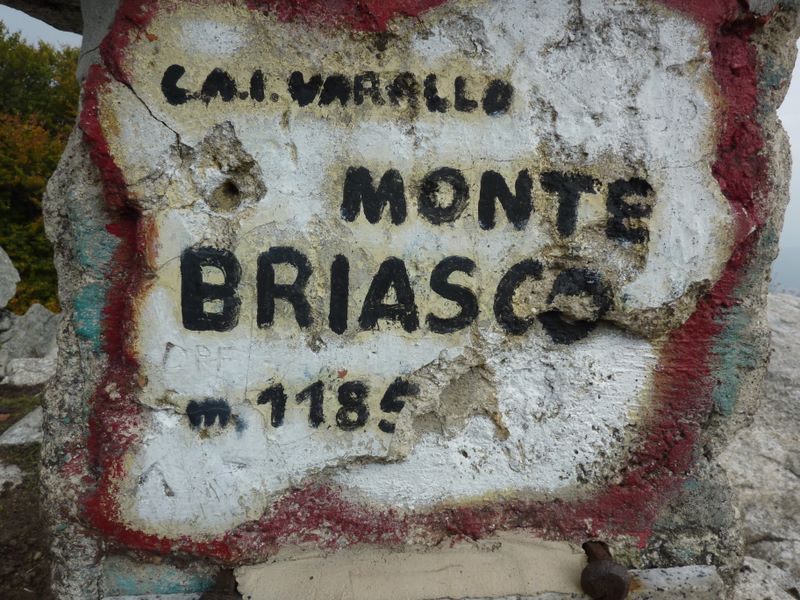 C.A.I. VARALLO
MONTE
BRIASCO
m. 1185